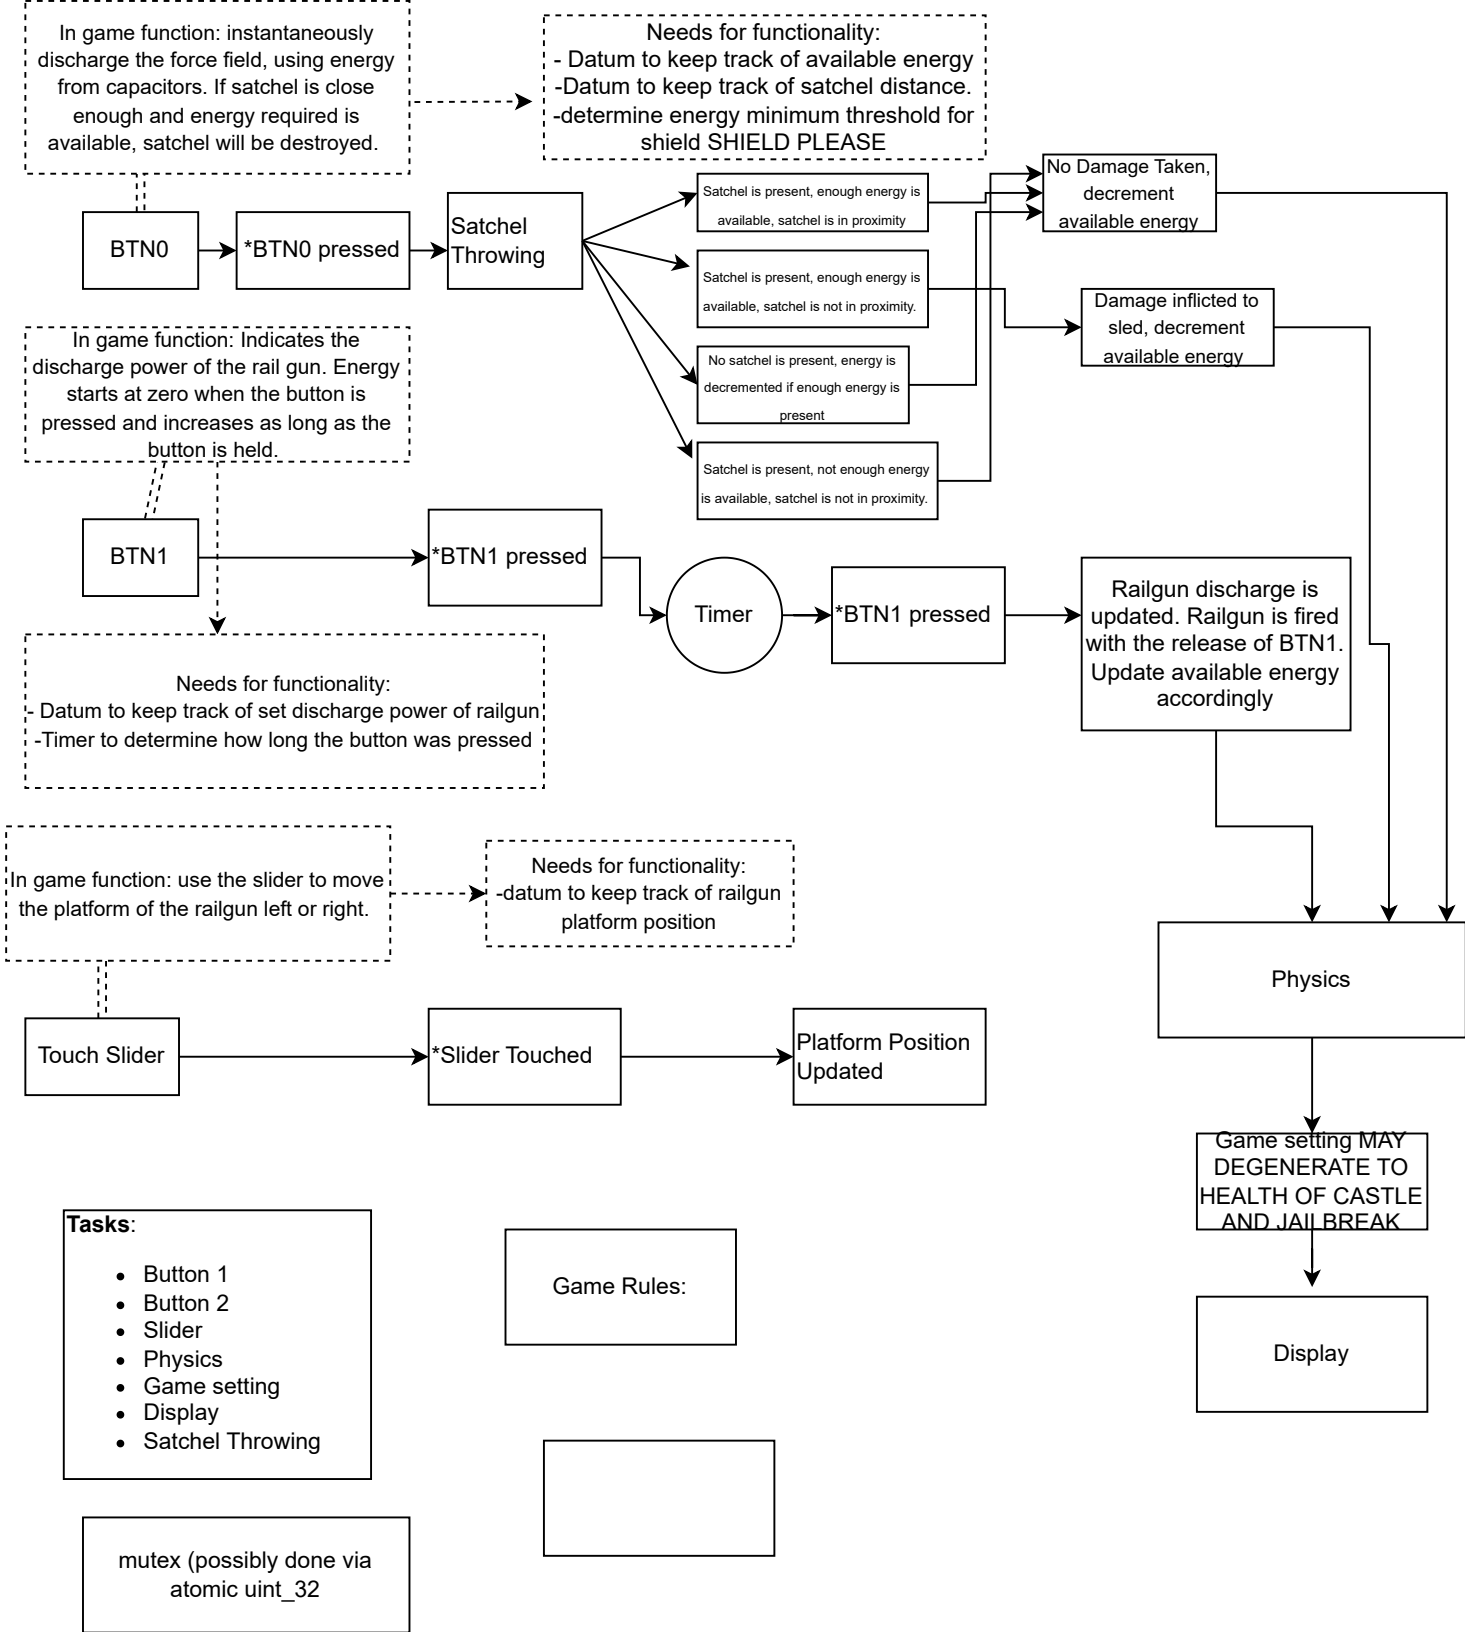 In game function: instantaneously
discharge the force field, using energy
from capacitors. If satchel is close
enough and energy required is
available, satchel will be destroyed.
Needs for functionality:
- Datum to keep track of available energy
-Datum to keep track of satchel distance.
-determine energy minimum threshold for
shield SHIELD PLEASE
BTN0
*BTN0 pressed
Satchel
Throwing
Satchel is present, enough energy is
available, satchel is in proximity
Satchel is present, enough energy is
available, satchel is not in proximity.
No satchel is present, energy is
decremented if enough energy is
present
Satchel is present, not enough energy
is available, satchel is not in proximity.
No Damage Taken,
decrement
available energy
Damage inflicted to
sled, decrement
available energy
In game function: Indicates the
discharge power of the rail gun. Energy
starts at zero when the button is
pressed and increases as long as the
button is held.
BTN1
*BTN1 pressed
Timer
*BTN1 pressed
Railgun discharge is
updated. Railgun is fired
with the release of BTN1.
Update available energy
accordingly
Needs for functionality:
- Datum to keep track of set discharge power of railgun
-Timer to determine how long the button was pressed
In game function: use the slider to move
the platform of the railgun left or right.
Needs for functionality:
-datum to keep track of railgun
platform position
Touch Slider
*Slider Touched
Platform Position
Updated
Physics
Game setting MAY
DEGENERATE TO
HEALTH OF CASTLE
AND JAILBREAK
Display
Tasks:
• Button 1
• Button 2
• Slider
• Physics
• Game setting
• Display
• Satchel Throwing
Game Rules:
mutex (possibly done via
atomic uint_32